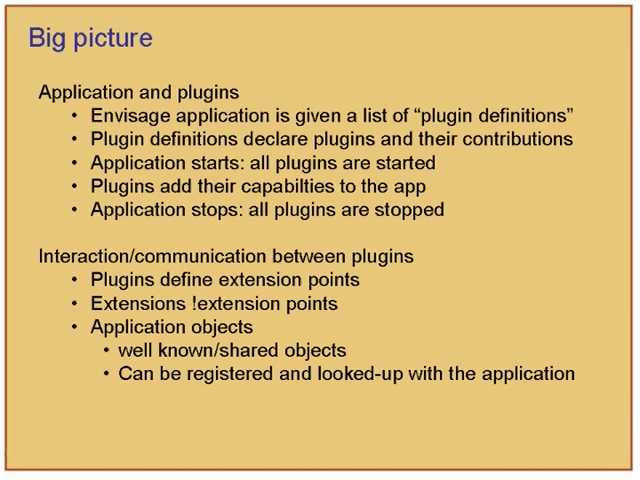 Big picture
Application and plugins
• Envisage application is given a list of “plugin definitions”
• Plugin definitions declare plugins and their contributions
• Application starts: all plugins are started
• Plugins add their capabilties to the app
• Application stops: all plugins are stopped
Interaction/communication between plugins
• Plugins define extension points
• Extensions !extension points
• Application objects
• well known/shared objects
• Can be registered and looked-up with the application